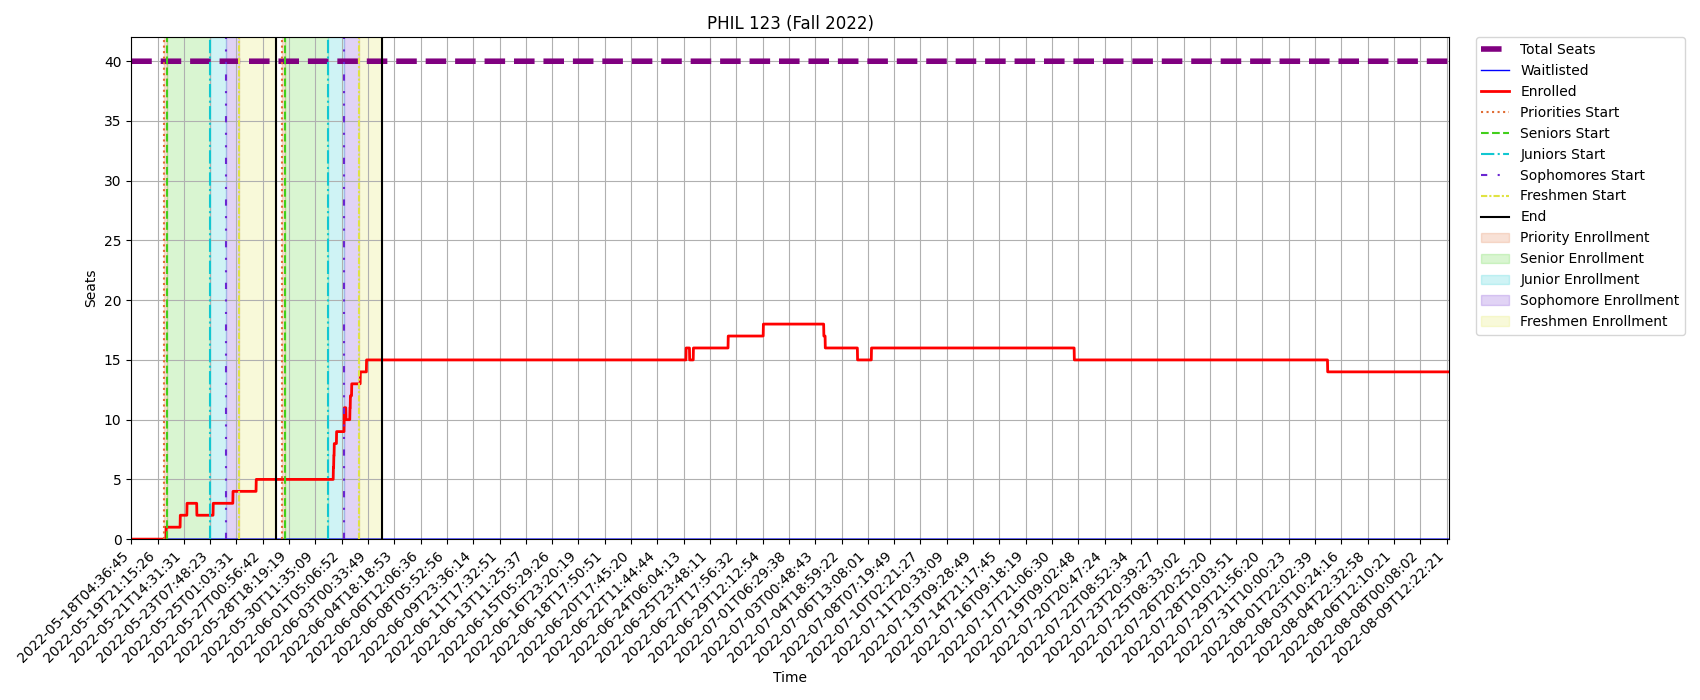 PHIL 123 (Fall 2022)
Seats
40
35
30
25
20
15
10
5
0
2022-05-18T04:36:45
2022-05-19T21:15:26
2022-05-21T14:31:31
2022-05-23T07:48:23
2022-05-25T01:03:31
2022-05-27T00:56:42
2022-05-28T18:19:19
2022-05-30T11:35:09
2022-06-01T05:06:52
2022-06-03T00:33:49
2022-06-04T18:18:53
2022-06-06T12:06:36
2022-06-08T05:52:56
2022-06-09T23:36:14
2022-06-11T17:32:51
2022-06-13T11:25:37
2022-06-15T05:29:26
2022-06-16T23:20:19
2022-06-18T17:50:51
2022-06-20T17:45:20
2022-06-22T11:44:44
2022-06-24T06:04:13
2022-06-25T23:48:11
2022-06-27T17:56:32
2022-06-29T12:12:54
2022-07-01T06:29:38
2022-07-03T00:48:43
2022-07-04T18:59:22
2022-07-06T13:08:01
2022-07-08T07:19:49
2022-07-10T02:21:27
2022-07-11T20:33:09
2022-07-13T09:28:49
2022-07-14T21:17:45
2022-07-16T09:18:19
2022-07-17T21:06:30
2022-07-19T09:02:48
2022-07-20T20:47:24
2022-07-22T08:52:34
2022-07-23T20:39:27
2022-07-25T08:33:02
2022-07-26T20:25:20
2022-07-28T10:03:51
2022-07-29T21:56:20
2022-07-31T10:00:23
2022-08-01T22:02:39
2022-08-03T10:24:16
2022-08-04T22:32:58
2022-08-06T12:10:21
2022-08-08T00:08:02
2022-08-09T12:22:21
Time
Total Seats
Waitlisted
Enrolled
Priorities Start
Seniors Start
Juniors Start
Sophomores Start
Freshmen Start
End
Priority Enrollment
Senior Enrollment
Junior Enrollment
Sophomore Enrollment
Freshmen Enrollment